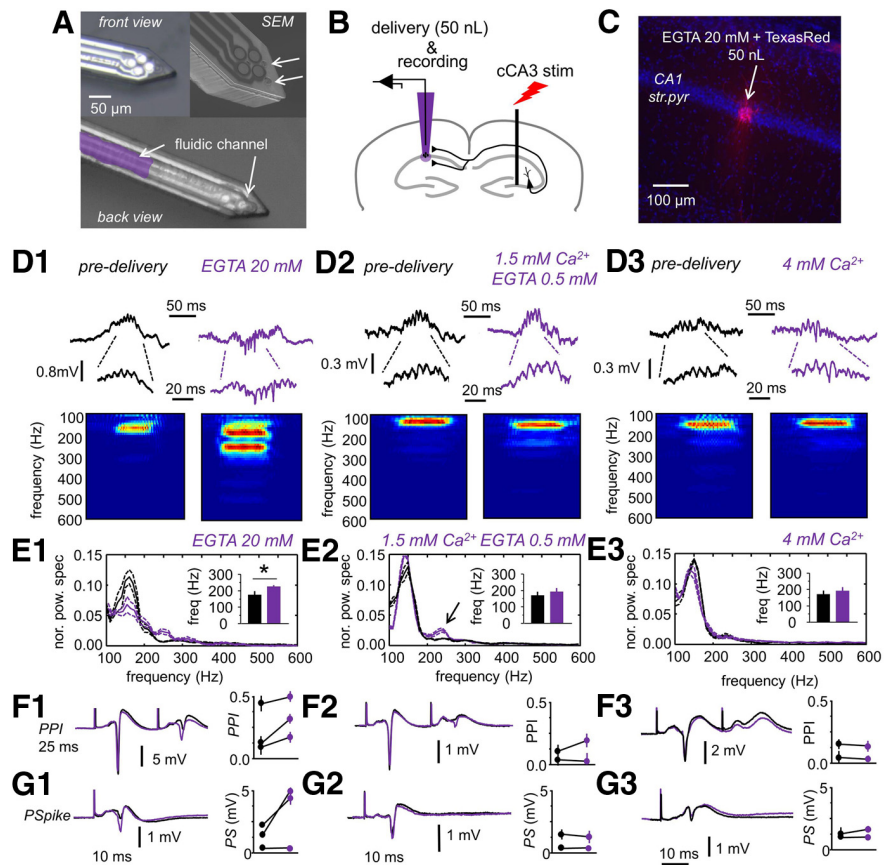 A
front view
SEM
50 µm
fluidic channel
back view
B
delivery (50 nL)
&
recording
cCA3 stim
C
EGTA 20 mM + TexasRed
50 nL
CA1
str.pyr
100 µm
D1
pre-delivery
EGTA 20 mM
50 ms
0.8mV
20 ms
frequency (Hz)
100
200
300
400
500
600
D2
pre-delivery
1.5 mM Ca²⁺
EGTA 0.5 mM
50 ms
0.3 mV
20 ms
frequency (Hz)
100
200
300
400
500
600
D3
pre-delivery
4 mM Ca²⁺
50 ms
0.3 mV
20 ms
frequency (Hz)
100
200
300
400
500
600
E1
EGTA 20 mM
nor. pow. spec
0.15
0.10
0.05
0.00
freq (Hz)
300
200
100
0
*
100 200 300 400 500 600
frequency (Hz)
E2
1.5 mM Ca²⁺ EGTA 0.5 mM
nor. pow. spec
0.15
0.10
0.05
0.00
freq (Hz)
300
200
100
0
100 200 300 400 500 600
frequency (Hz)
E3
4 mM Ca²⁺
nor. pow. spec
0.15
0.10
0.05
0.00
freq (Hz)
300
200
100
0
100 200 300 400 500 600
frequency (Hz)
F1
PPI
25 ms
5 mV
PPI
0.5
0.0
F2
1 mV
PPI
0.5
0.0
F3
2 mV
PPI
0.5
0.0
G1
PSpike
10 ms
1 mV
PS (mV)
5
0
G2
10 ms
1 mV
PS (mV)
5
0
G3
10 ms
1 mV
PS (mV)
5
0